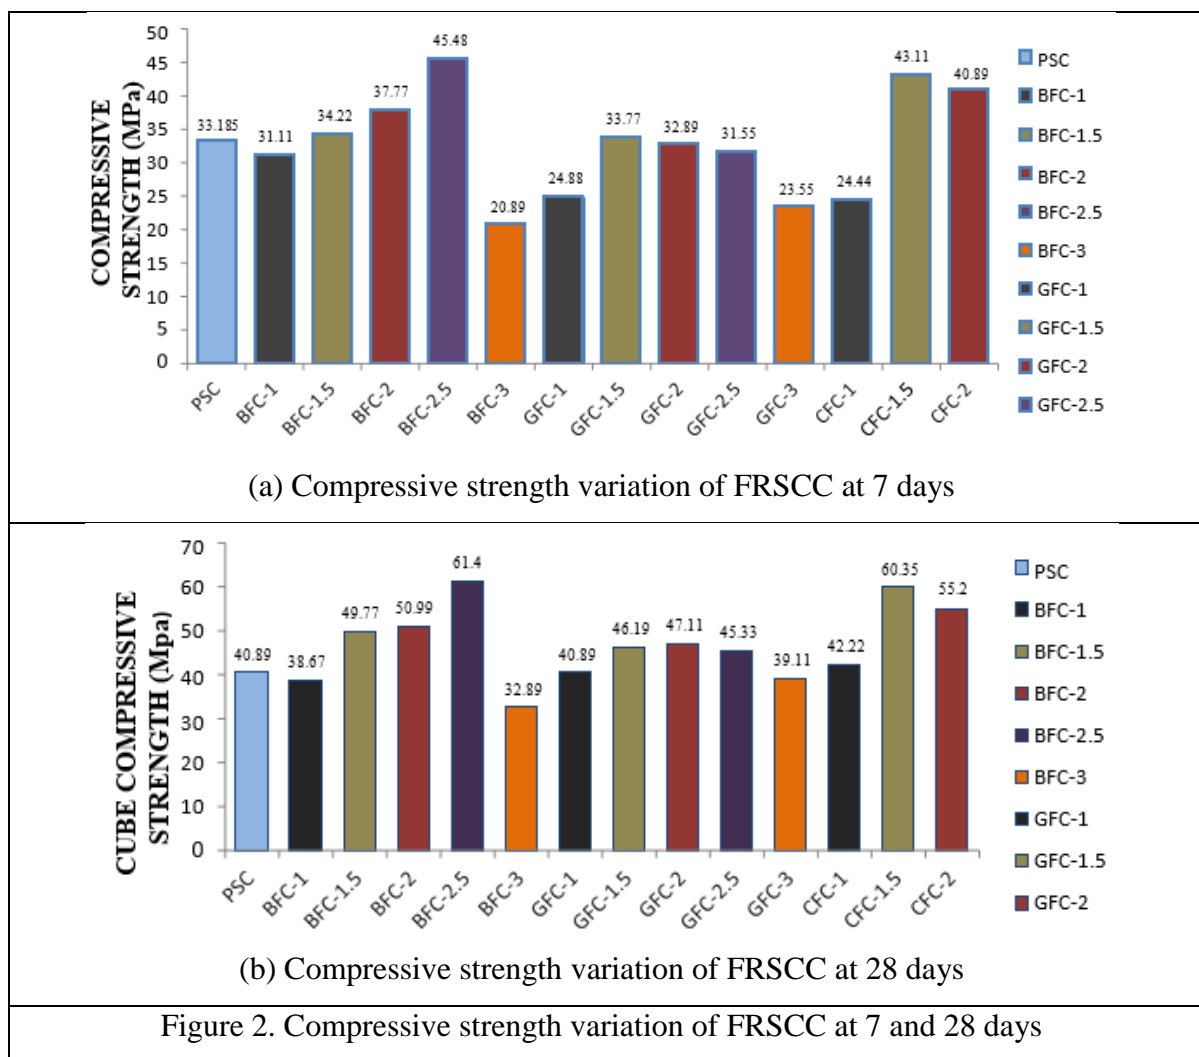 COMPRESSIVE
STRENGTH (MPa)
50
45
40
35
30
25
20
15
10
5
0
33.185
31.11
34.22
37.77
45.48
20.89
24.88
33.77
32.89
31.55
23.55
24.44
43.11
40.89
PSC
BFC-1
BFC-1.5
BFC-2
BFC-2.5
BFC-3
GFC-1
GFC-1.5
GFC-2
GFC-2.5
GFC-3
CFC-1
CFC-1.5
CFC-2
PSC
BFC-1
BFC-1.5
BFC-2
BFC-2.5
BFC-3
GFC-1
GFC-1.5
GFC-2
GFC-2.5
(a) Compressive strength variation of FRSCC at 7 days
CUBE COMPRESSIVE
STRENGTH (Mpa)
70
60
50
40
30
20
10
0
40.89
38.67
49.77
50.99
61.4
32.89
40.89
46.19
47.11
45.33
39.11
42.22
60.35
55.2
PSC
BFC-1
BFC-1.5
BFC-2
BFC-2.5
BFC-3
GFC-1
GFC-1.5
GFC-2
GFC-2.5
GFC-3
CFC-1
CFC-1.5
CFC-2
PSC
BFC-1
BFC-1.5
BFC-2
BFC-2.5
BFC-3
GFC-1
GFC-1.5
GFC-2
(b) Compressive strength variation of FRSCC at 28 days
Figure 2. Compressive strength variation of FRSCC at 7 and 28 days